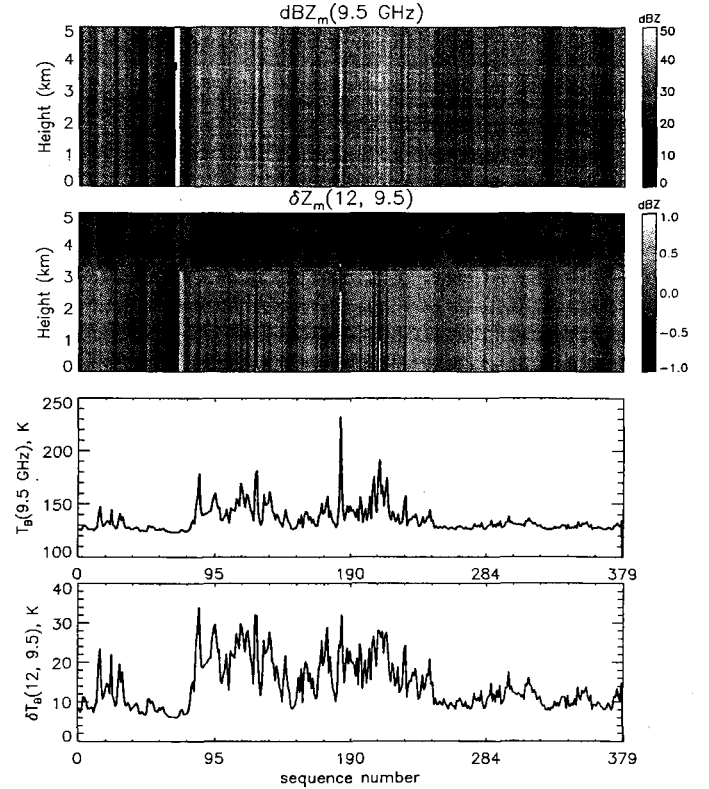 dBZm(9.5 GHz)
dBZ
5
4
3
2
1
0
Height (km)
50
40
30
20
10
0
δZm(12, 9.5)
dBZ
5
4
3
2
1
0
Height (km)
1.0
0.5
0.0
−0.5
−1.0
250
200
150
100
TB(9.5 GHz), K
0 95 190 284 379
40
30
20
10
0
δTB(12, 9.5), K
0 95 190 284 379
sequence number